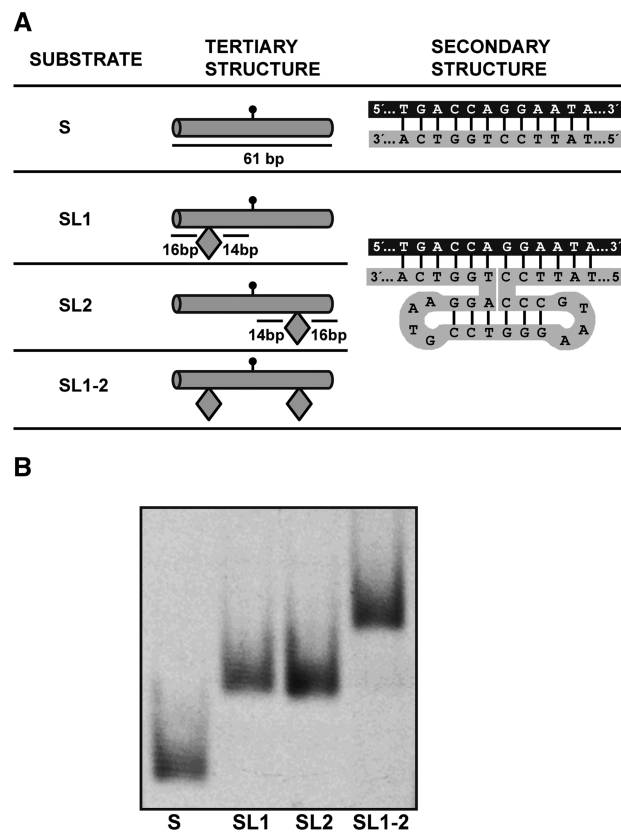 A
SUBSTRATE
TERTIARY STRUCTURE
SECONDARY STRUCTURE
S
61 bp
5´...T G A C C A G G A A T A...3´
3´...A C T G G T C C T T A T...5´
SL1
16bp 14bp
5´...T G A C C A G G A A T A...3´
3´...A C T G G T C C T T A T...5
A A G G A C C C G T
T G C C T G G G A A
SL2
14bp 16bp
SL1-2
B
S SL1 SL2 SL1-2